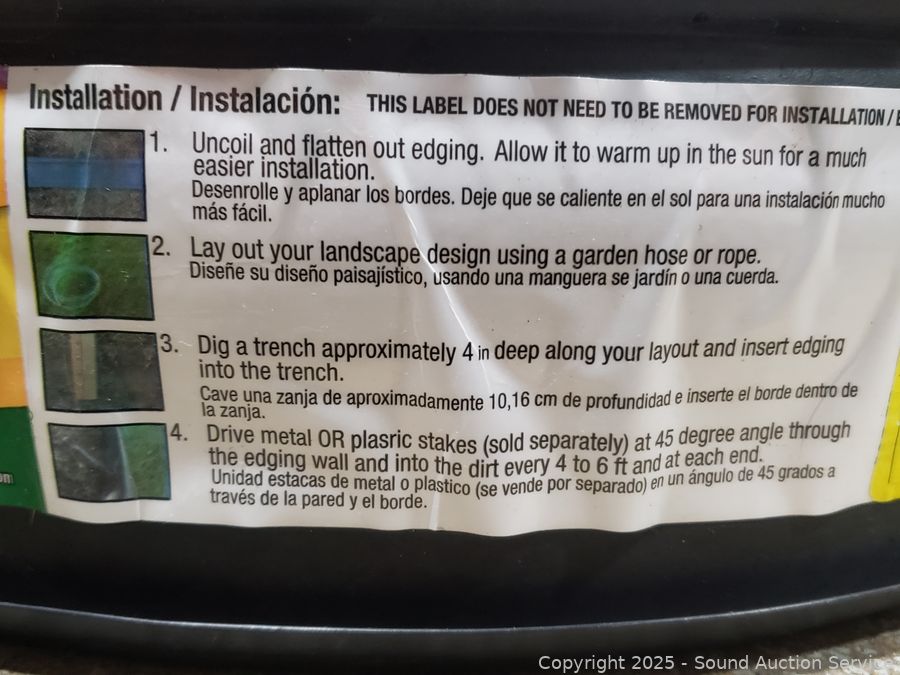 Installation / Instalación: THIS LABEL DOES NOT NEED TO BE REMOVED FOR INSTALLATION /
1. Uncoil and flatten out edging. Allow it to warm up in the sun for a much
easier installation.
Desenrolle y aplanar los bordes. Deje que se caliente en el sol para una instalación mucho
más fácil.
2. Lay out your landscape design using a garden hose or rope.
Diseñe su diseño paisajístico, usando una manguera se jardín o una cuerda.
3. Dig a trench approximately 4 in deep along your layout and insert edging
into the trench.
Cave una zanja de aproximadamente 10,16 cm de profundidad e inserte el borde dentro de
la zanja.
4. Drive metal OR plasric stakes (sold separately) at 45 degree angle through
the edging wall and into the dirt every 4 to 6 ft and at each end.
Unidad estacas de metal o plastico (se vende por separado) en un ángulo de 45 grados a
través de la pared y el borde.
Copyright 2025 - Sound Auction Service